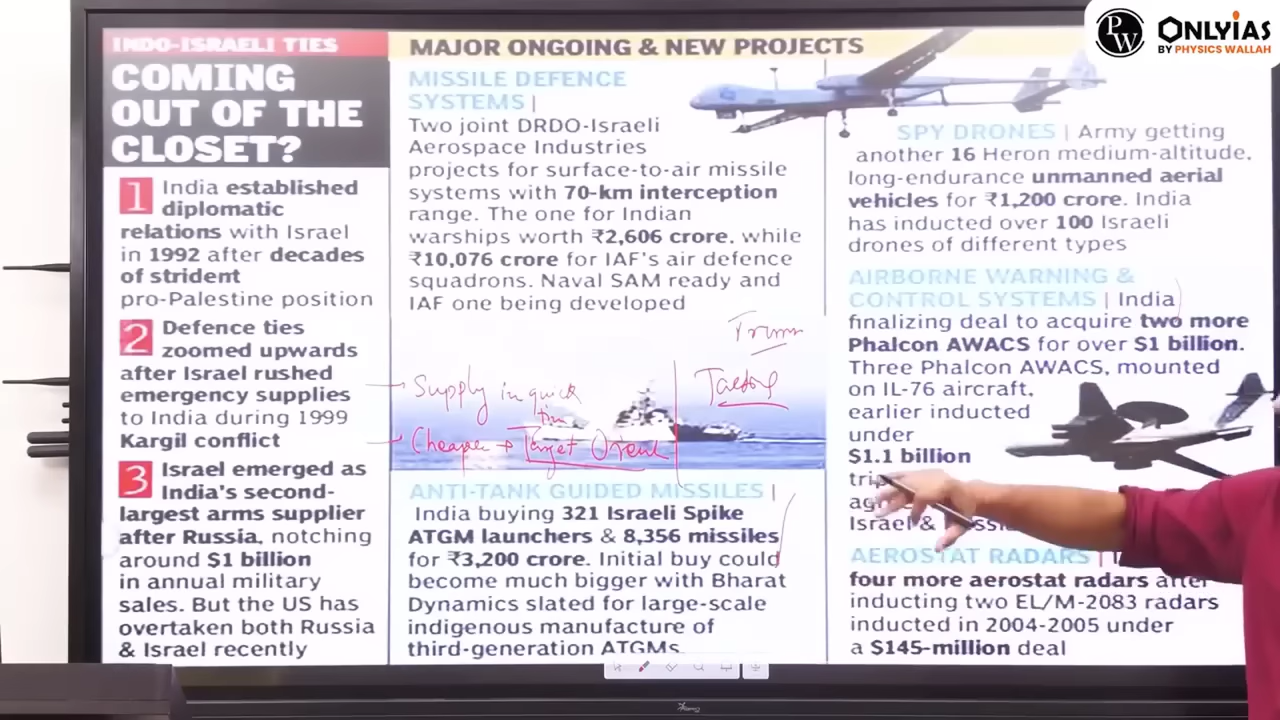 PW
ONLYIAS
BY PHYSICS WALLAH
INDO-ISRAELI TIES
COMING
OUT OF THE
CLOSET?
1 India established
diplomatic
relations with Israel
in 1992 after decades
of strident
pro-Palestine position
2 Defence ties
zoomed upwards
after Israel rushed
emergency supplies
to India during 1999
Kargil conflict
3 Israel emerged as
India's second-
largest arms supplier
after Russia, notching
around $1 billion
in annual military
sales. But the US has
overtaken both Russia
& Israel recently
MAJOR ONGOING & NEW PROJECTS
MISSILE DEFENCE
SYSTEMS |
Two joint DRDO-Israeli
Aerospace Industries
projects for surface-to-air missile
systems with 70-km interception
range. The one for Indian
warships worth ₹2,606 crore, while
₹10,076 crore for IAF's air defence
squadrons. Naval SAM ready and
IAF one being developed
Supply in quick
Cheaper → Target
ANTI-TANK GUIDED MISSILES |
India buying 321 Israeli Spike
ATGM launchers & 8,356 missiles
for ₹3,200 crore. Initial buy could
become much bigger with Bharat
Dynamics slated for large-scale
indigenous manufacture of
third-generation ATGMs
SPY DRONES | Army getting
another 16 Heron medium-altitude,
long-endurance unmanned aerial
vehicles for ₹1,200 crore. India
has inducted over 100 Israeli
drones of different types
AIRBORNE WARNING &
CONTROL SYSTEMS | India
finalizing deal to acquire two more
Phalcon AWACS for over $1 billion.
Three Phalcon AWACS, mounted
on IL-76 aircraft,
earlier inducted
under
$1.1 billion
Israel &
AEROSTAT RADARS |
four more aerostat radars after
inducting two EL/M-2083 radars
inducted in 2004-2005 under
a $145-million deal